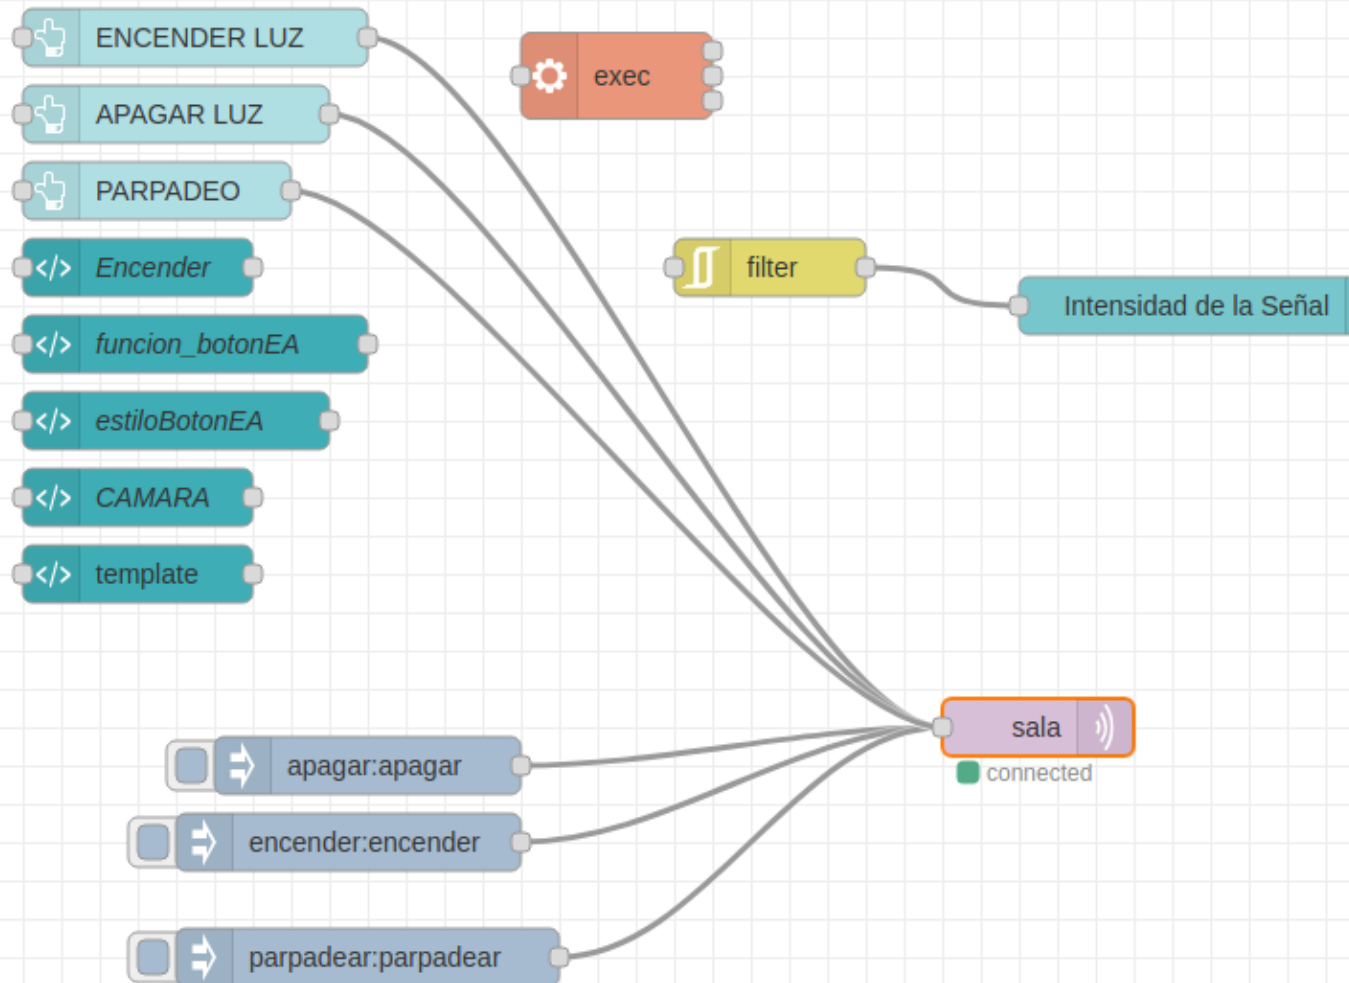 ENCENDER LUZ
exec
APAGAR LUZ
PARPADEO
</> Encender
filter
Intensidad de la Señal
</> funcion_botonEA
</> estiloBotonEA
</> CAMARA
</> template
sala
connected
apagar:apagar
encender:encender
parpadear:parpadear